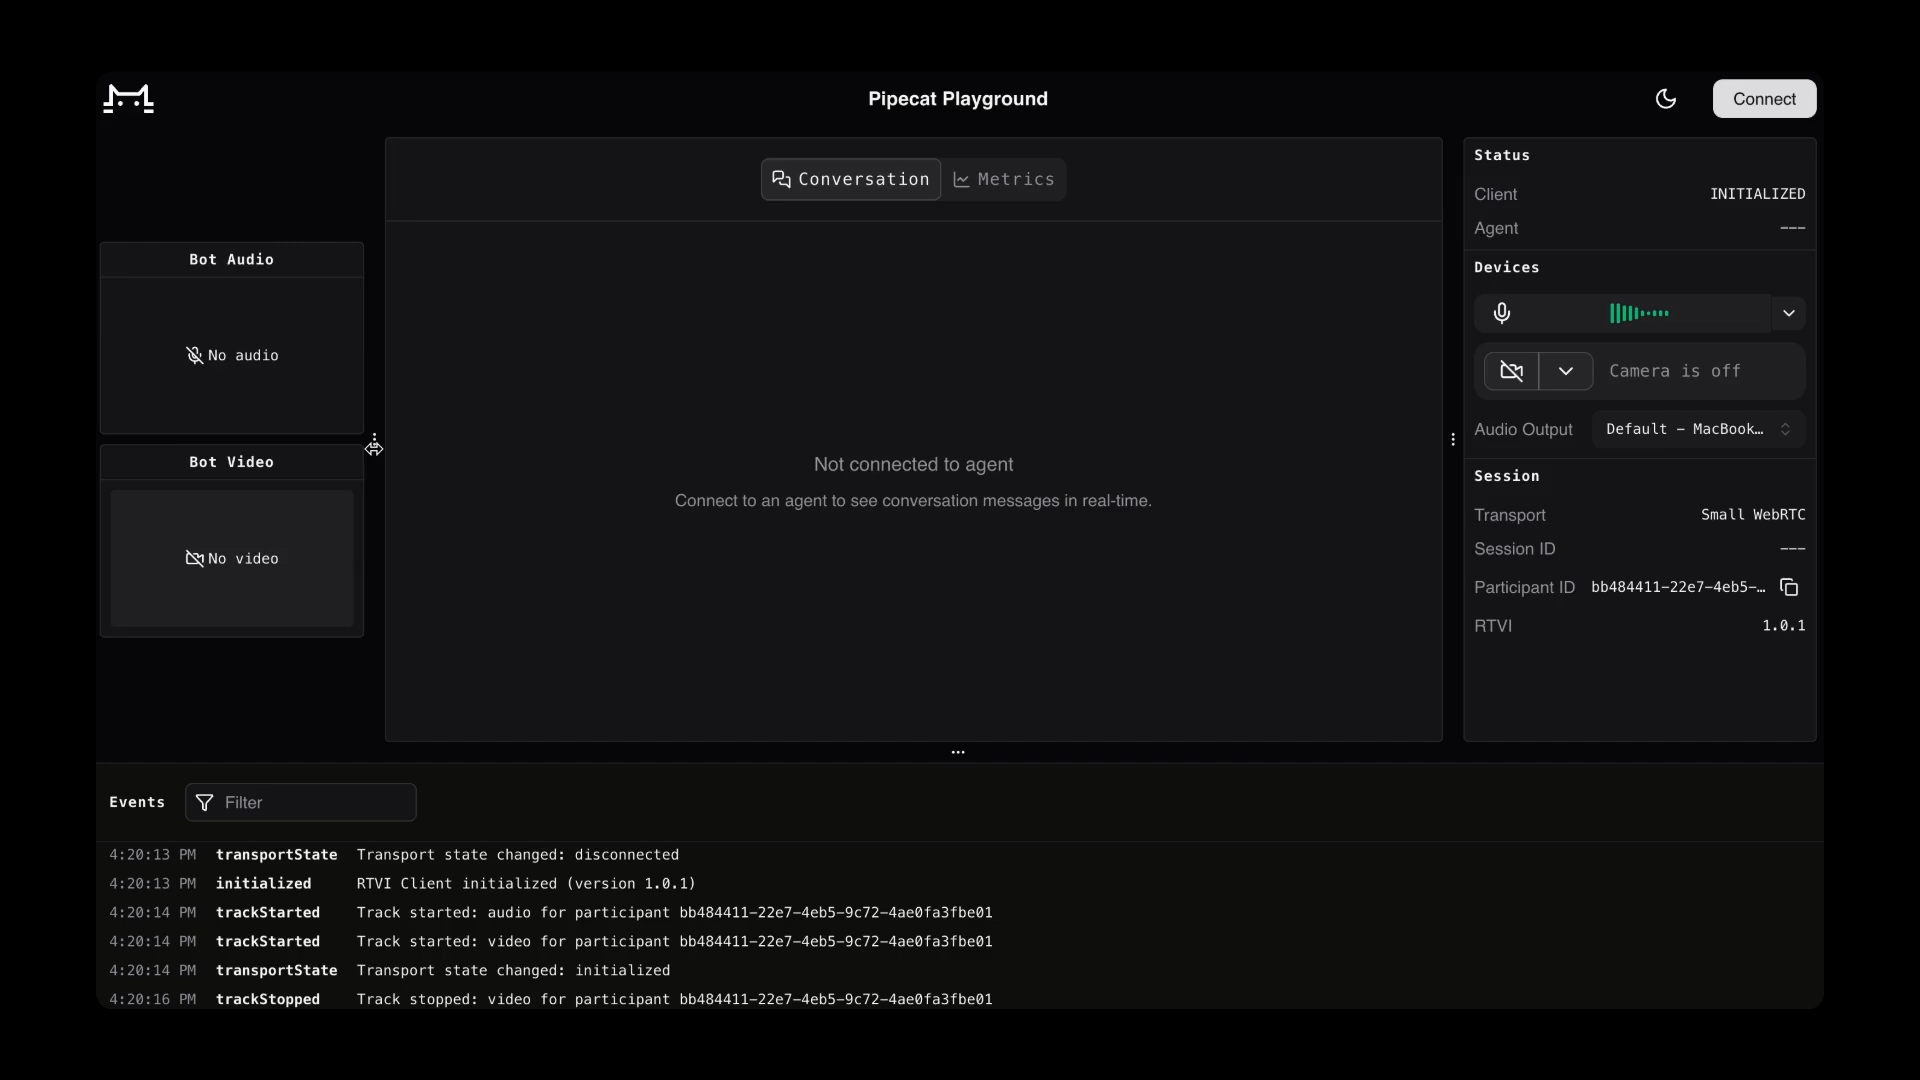 Pipecat Playground
Connect
Bot Audio
No audio
Bot Video
No video
Conversation
Metrics
Not connected to agent
Connect to an agent to see conversation messages in real-time.
Status
Client INITIALIZED
Agent ---
Devices
Camera is off
Audio Output Default - MacBook…
Session
Transport Small WebRTC
Session ID ---
Participant ID bb484411-22e7-4eb5-…
RTVI 1.0.1
Events
Filter
4:20:13 PM transportState Transport state changed: disconnected
4:20:13 PM initialized RTVI Client initialized (version 1.0.1)
4:20:14 PM trackStarted Track started: audio for participant bb484411-22e7-4eb5-9c72-4ae0fa3fbe01
4:20:14 PM trackStarted Track started: video for participant bb484411-22e7-4eb5-9c72-4ae0fa3fbe01
4:20:14 PM transportState Transport state changed: initialized
4:20:16 PM trackStopped Track stopped: video for participant bb484411-22e7-4eb5-9c72-4ae0fa3fbe01